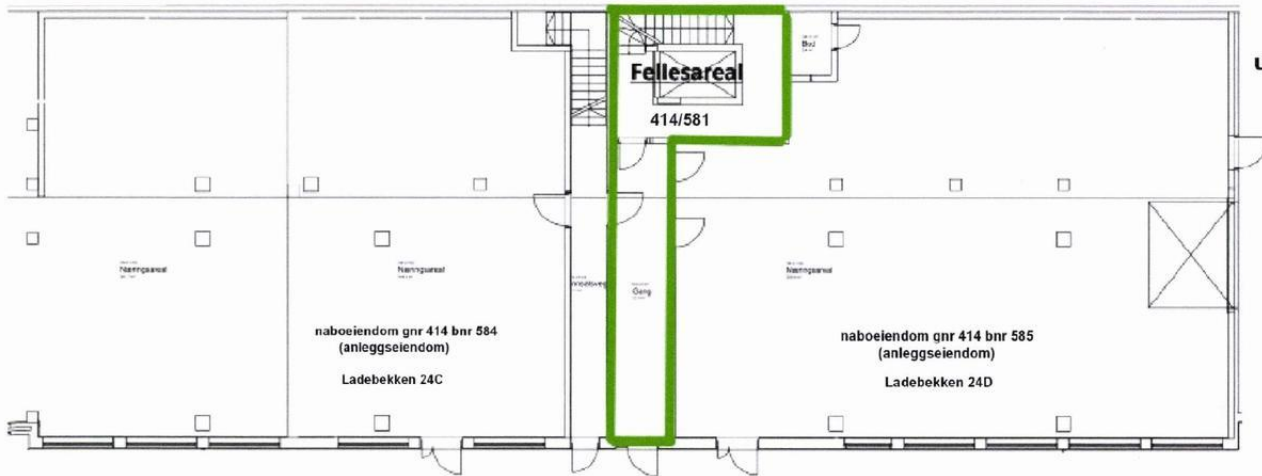 Bod
Fellesareal
414/581
Næringsareal
Næringsareal
Gang
Næringsareal
naboeiendom gnr 414 bnr 584
(anleggseiendom)
Ladebekken 24C
naboeiendom gnr 414 bnr 585
(anleggseiendom)
Ladebekken 24D